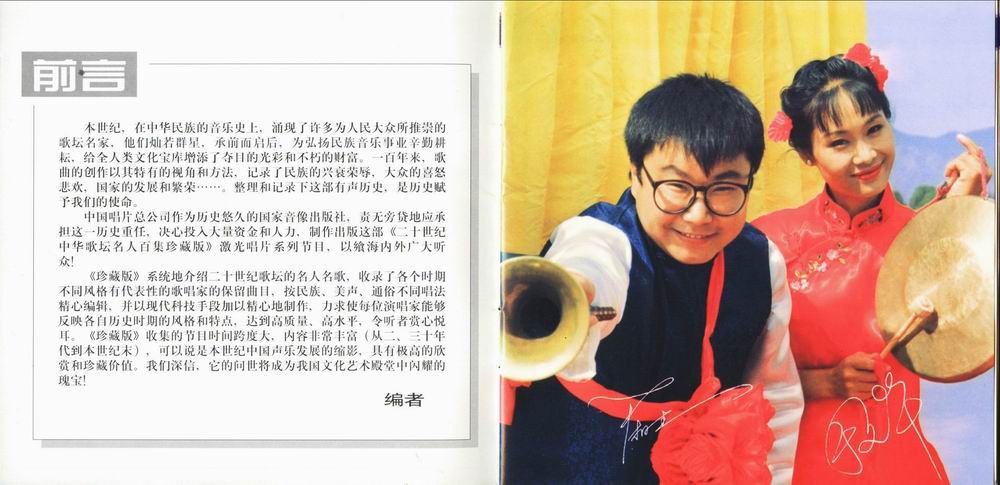 前言
本世纪，在中华民族的音乐史上，涌现了许多为人民大众所推崇的
歌坛名家，他们灿若群星，承前而启后，为弘扬民族音乐事业辛勤耕
耘，给全人类文化宝库增添了夺目的光彩和不朽的财富。一百年来，歌
曲的创作以其特有的视角和方法，记录了民族的兴衰荣辱，大众的喜怒
悲欢，国家的发展和繁荣……。整理和记录下这部有声历史，是历史赋
予我们的使命。
中国唱片总公司作为历史悠久的国家音像出版社，责无旁贷地应承
担这一历史重任，决心投入大量资金和人力，制作出版这部《二十世纪
中华歌坛名人百集珍藏版》激光唱片系列节目，以飨海内外广大听
众！
《珍藏版》系统地介绍二十世纪歌坛的名人名歌，收录了各个时期
不同风格有代表性的歌唱家的保留曲目，按民族、美声、通俗不同唱法
精心编辑，并以现代科技手段加以精心地制作，力求使每位演唱家能够
反映各自历史时期的风格和特点，达到高质量、高水平，令听者赏心悦
耳。《珍藏版》收集的节目时间跨度大，内容非常丰富（从二、三十年
代到本世纪末），可以说是本世纪中国声乐发展的缩影，具有极高的欣
赏和珍藏价值。我们深信，它的问世将成为我国文化艺术殿堂中闪耀的
瑰宝！
编者